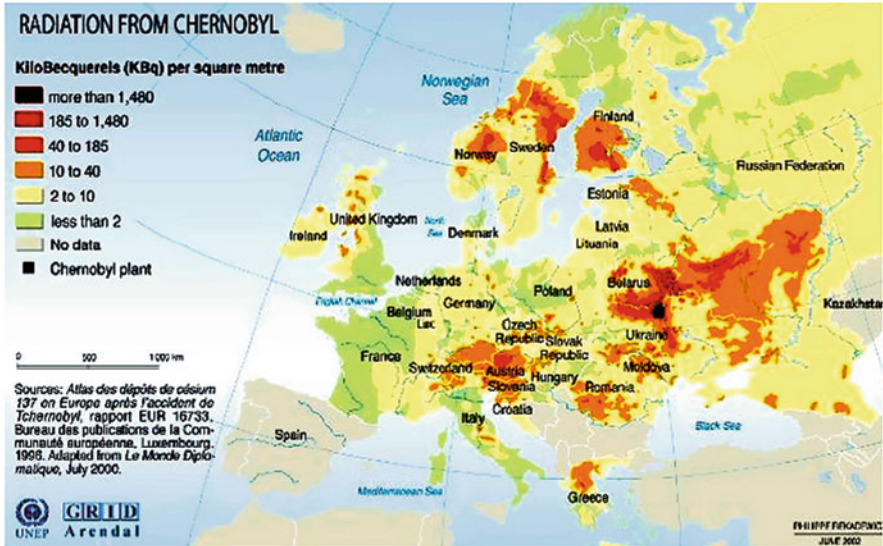 RADIATION FROM CHERNOBYL
KiloBecquerels (KBq) per square metre
more than 1,480
185 to 1,480
40 to 185
10 to 40
2 to 10
less than 2
No data
Chernobyl plant
0 500 1000 km
Sources: Atlas des dépôts de césium
137 en Europe après l'accident de
Tchernobyl, rapport EUR 16733,
Bureau des publications de la Com-
munauté européenne, Luxembourg,
1996. Adapted from Le Monde Diplo-
matique, July 2000.
UNEP
GRID
Arendal
Norwegian
Sea
Atlantic
Ocean
Finland
Norway
Sweden
Russian Federation
Estonia
United Kingdom
North
Sea
Latvia
Ireland
Denmark
Lituania
Netherlands
Belarus
Poland
Kazakhstan
English Channel
Germany
Belgium
Lux.
Czech
Republic
Ukraine
Slovak
Republic
France
Moldova
Switzerland
Austria
Hungary
Slovenia
Romania
Croatia
Italy
Spain
Black Sea
Mediterranean Sea
Greece
PHILIPPE REKACEWICZ
JUNE 2002